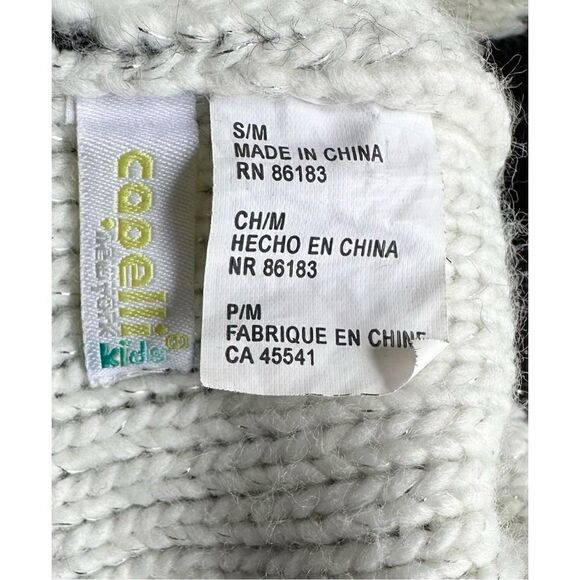 capelli
NEW YORK
kids
S/M
MADE IN CHINA
RN 86183
CH/M
HECHO EN CHINA
NR 86183
P/M
FABRIQUE EN CHINE
CA 45541